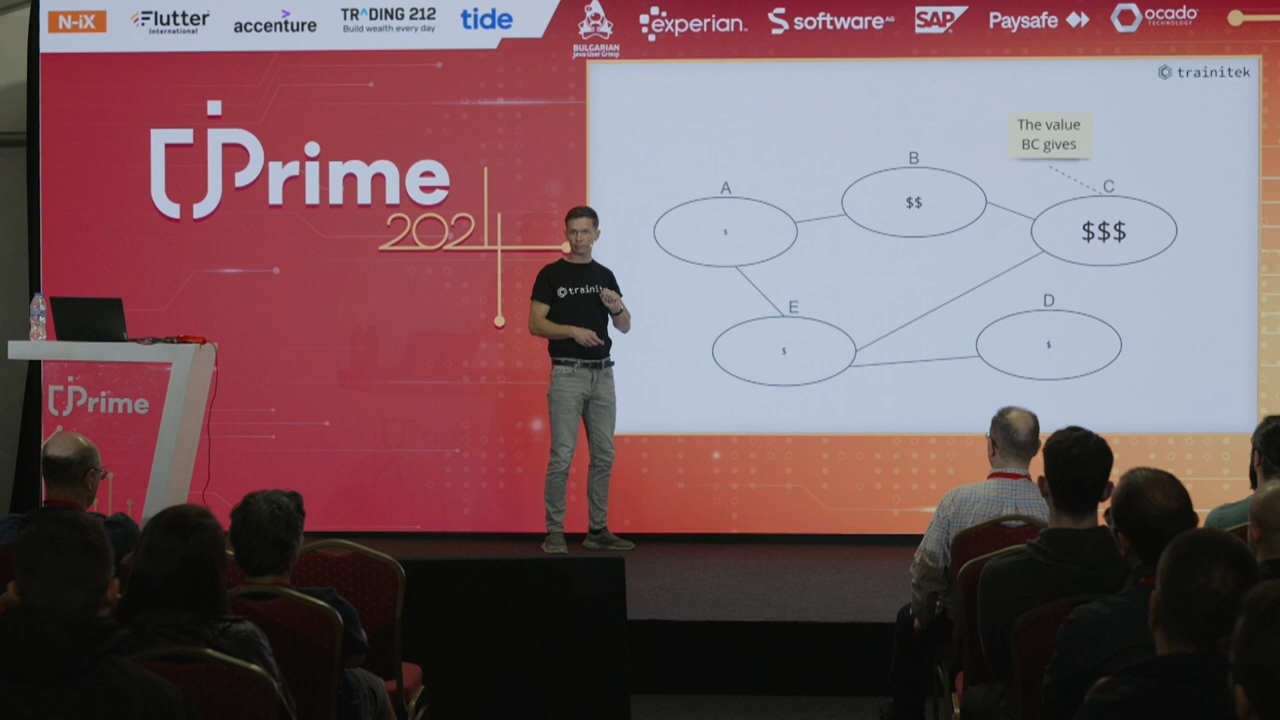 N-iX
Flutter
International
accenture
TRADING 212
Build wealth every day
tide
BULGARIAN
Java User Group
experian.
software AG
SAP
Paysafe
ocado
TECHNOLOGY
trainitek
The value
BC gives
A
B
C
$
$$
$$$
E
D
$
$
jPrime
2024
trainitek
jPrime